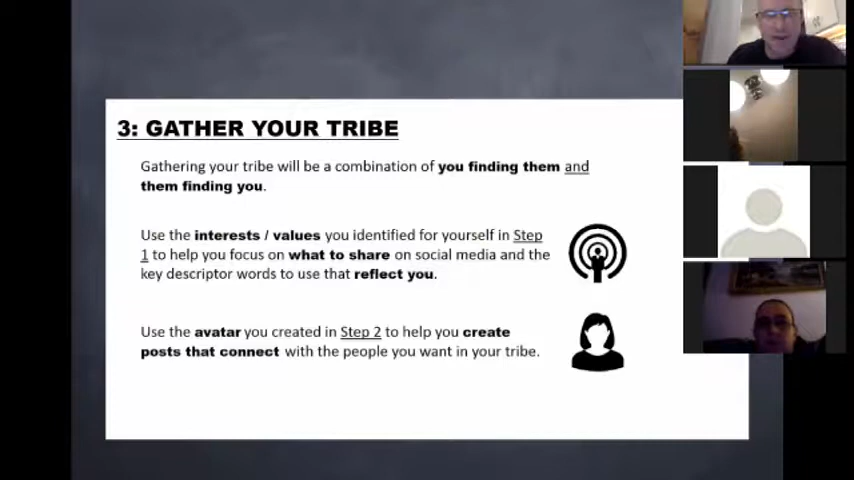 3: GATHER YOUR TRIBE
Gathering your tribe will be a combination of you finding them and
them finding you.
Use the interests / values you identified for yourself in Step
1 to help you focus on what to share on social media and the
key descriptor words to use that reflect you.
Use the avatar you created in Step 2 to help you create
posts that connect with the people you want in your tribe.